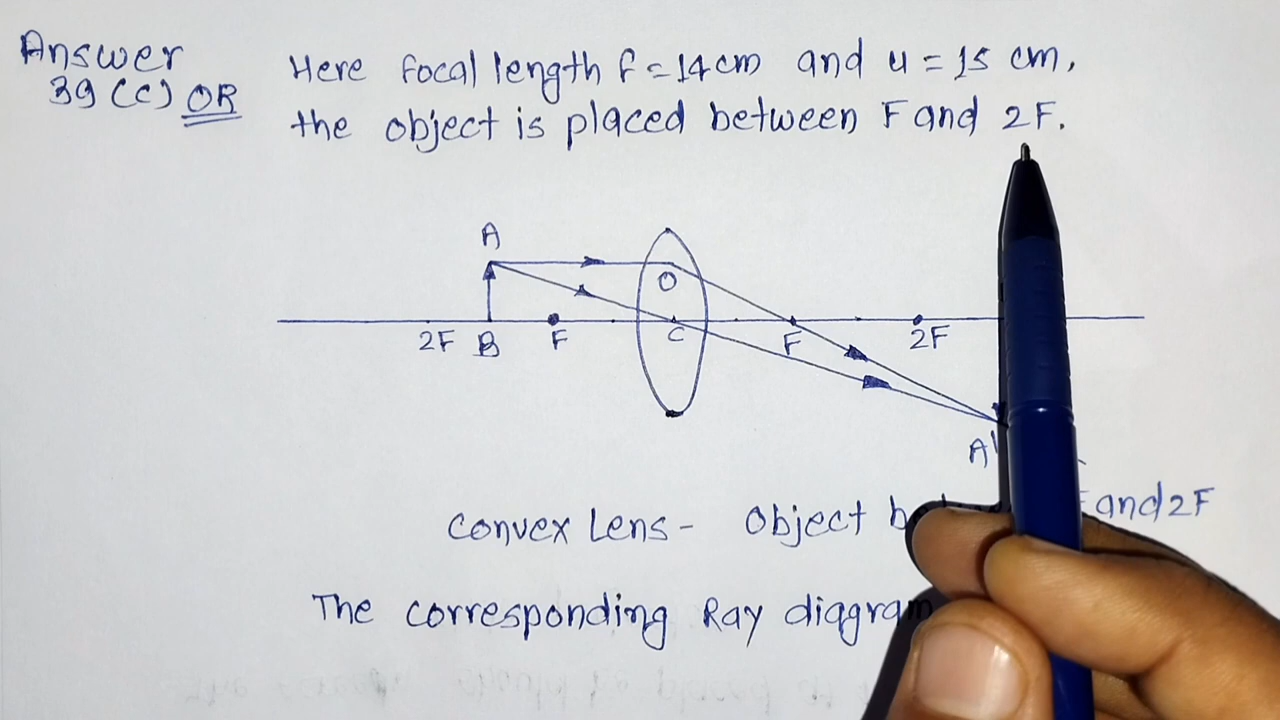 Answer
39 (C) OR
Here focal length f = 14 cm and u = 15 cm,
the object is placed between F and 2F.
A
O
2F B F C F 2F
A'
Convex Lens - Object and 2F
The corresponding Ray diagram